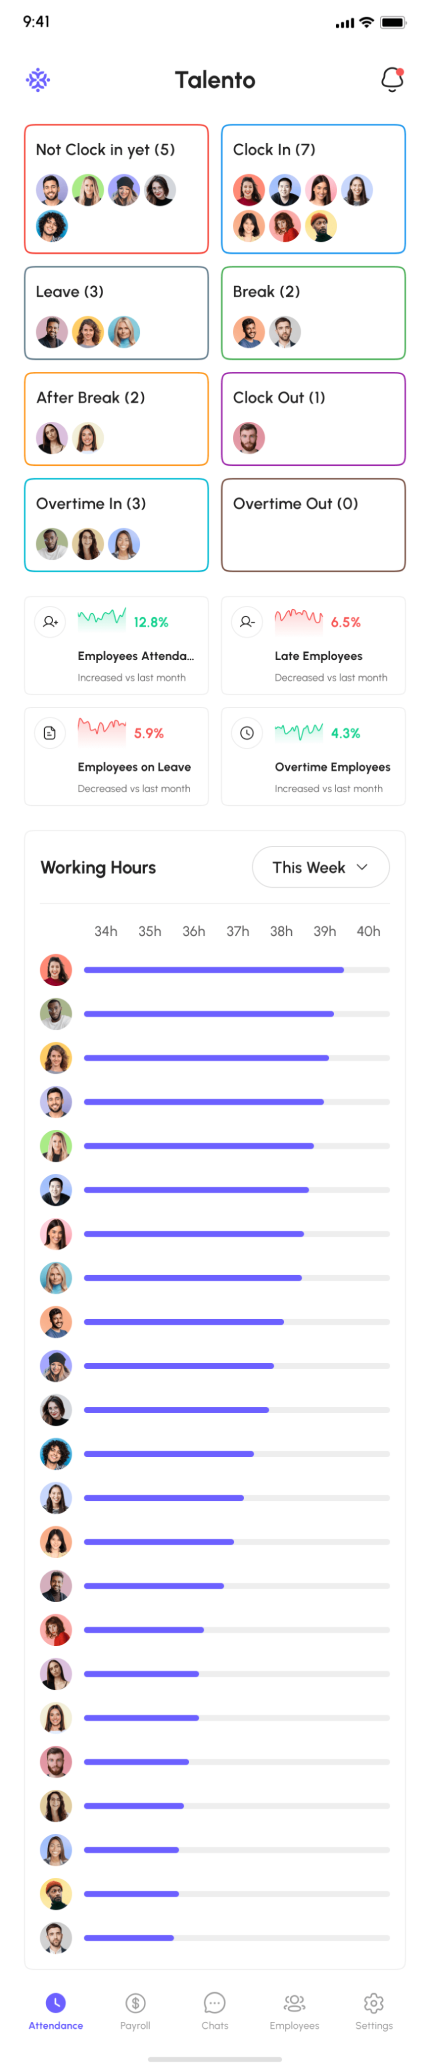 9:41
Talento
Not Clock in yet (5)
Clock In (7)
Leave (3)
Break (2)
After Break (2)
Clock Out (1)
Overtime In (3)
Overtime Out (0)
12.8%
Employees Attenda...
Increased vs last month
6.5%
Late Employees
Decreased vs last month
5.9%
Employees on Leave
Decreased vs last month
4.3%
Overtime Employees
Increased vs last month
Working Hours
This Week
34h 35h 36h 37h 38h 39h 40h
Attendance Payroll Chats Employees Settings